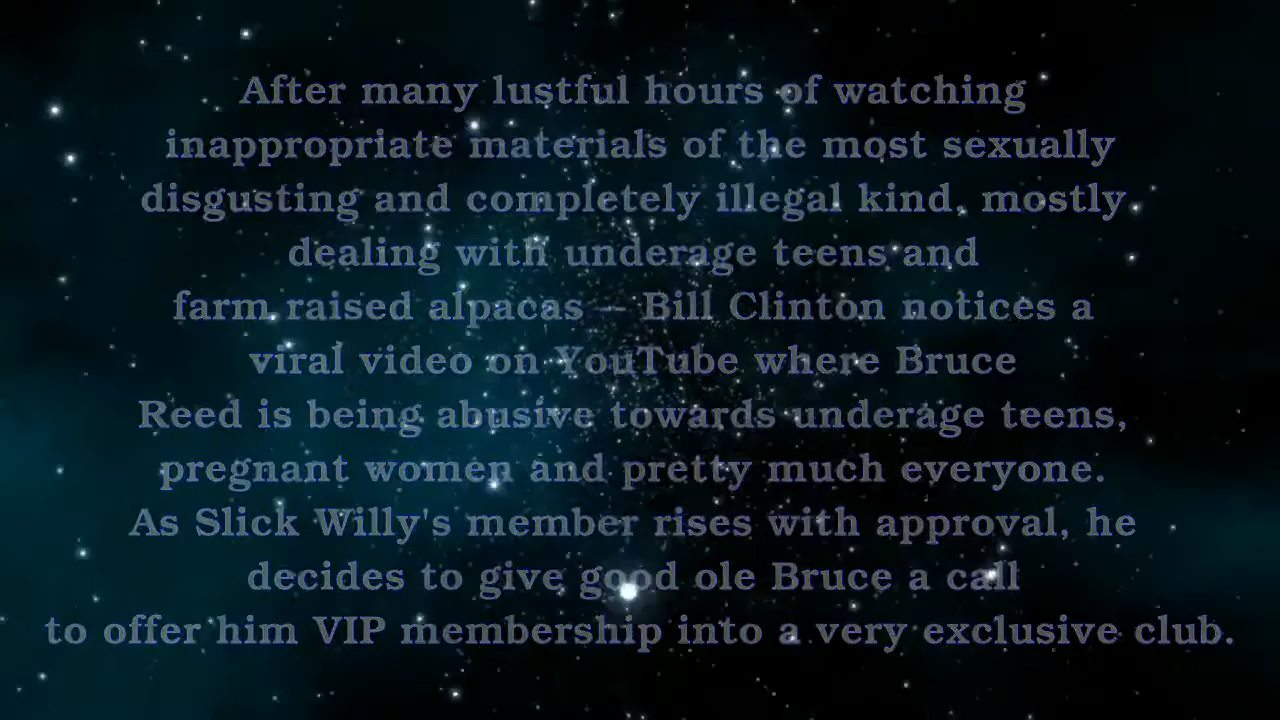 After many lustful hours of watching
inappropriate materials of the most sexually
disgusting and completely illegal kind, mostly
dealing with underage teens and
farm raised alpacas — Bill Clinton notices a
viral video on YouTube where Bruce
Reed is being abusive towards underage teens,
pregnant women and pretty much everyone.
As Slick Willy's member rises with approval, he
decides to give good ole Bruce a call
to offer him VIP membership into a very exclusive club.